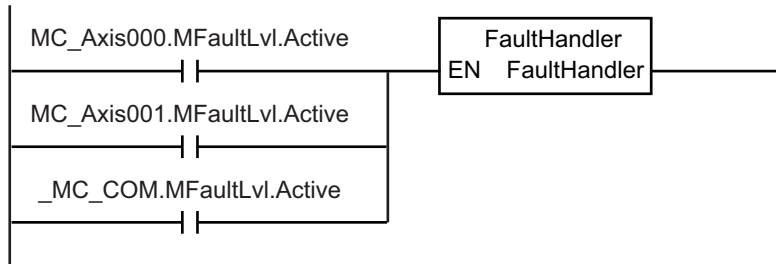 MC_Axis000.MFaultLvl.Active
FaultHandler
EN FaultHandler
MC_Axis001.MFaultLvl.Active
_MC_COM.MFaultLvl.Active